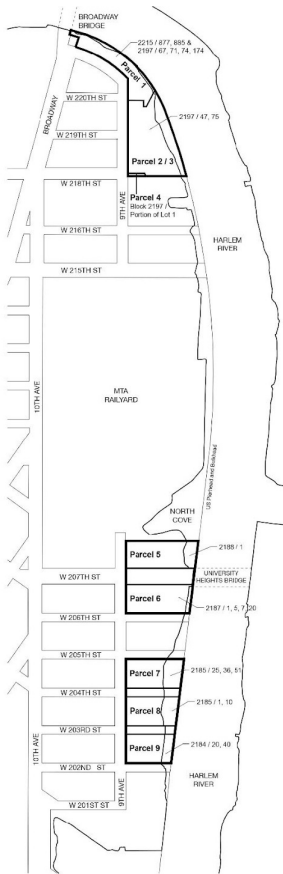 BROADWAY
BRIDGE
2215 / 877, 885 &
2197 / 67, 71, 74, 174
Parcel 1
W 220TH ST
BROADWAY
2197 / 47, 75
W 219TH ST
Parcel 2 / 3
W 218TH ST
9TH AVE
Parcel 4
Block 2197 /
Portion of Lot 1
W 216TH ST
HARLEM
RIVER
W 215TH ST
10TH AVE
MTA
RAILYARD
US Pierhead and Bulkhead
NORTH
COVE
Parcel 5
2188 / 1
W 207TH ST
UNIVERSITY
HEIGHTS BRIDGE
Parcel 6
2187 / 1, 5, 7, 20
W 206TH ST
W 205TH ST
Parcel 7
2185 / 25, 36, 51
W 204TH ST
Parcel 8
2185 / 1, 10
W 203RD ST
10TH AVE
Parcel 9
2184 / 20, 40
W 202ND ST
9TH AVE
HARLEM
RIVER
W 201ST ST